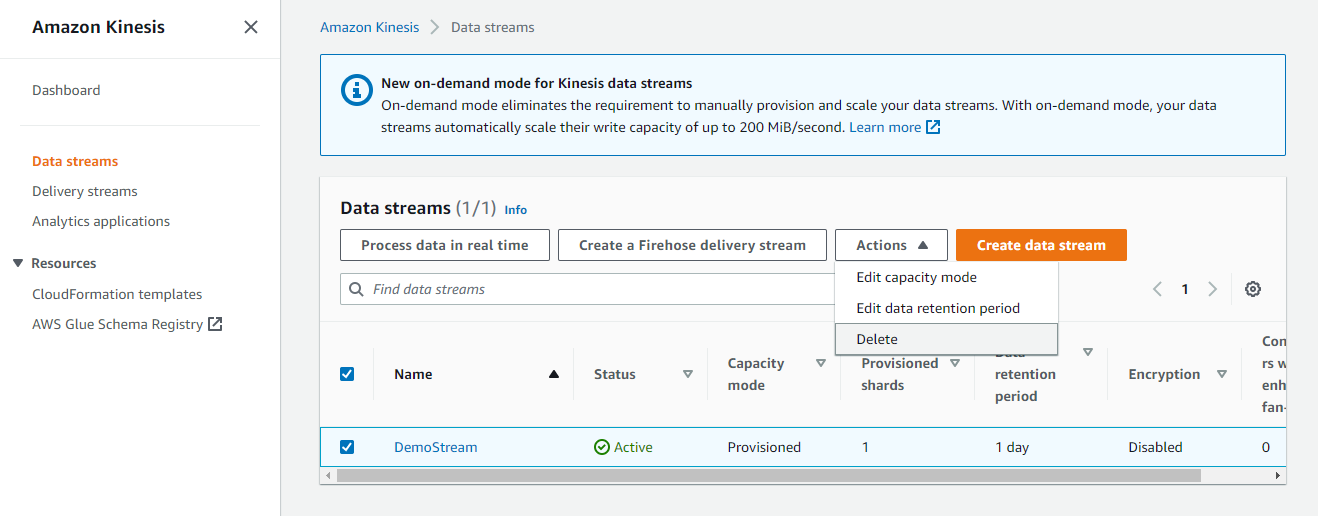 Amazon Kinesis
Dashboard
Data streams
Delivery streams
Analytics applications
Resources
CloudFormation templates
AWS Glue Schema Registry
Amazon Kinesis > Data streams
New on-demand mode for Kinesis data streams
On-demand mode eliminates the requirement to manually provision and scale your data streams. With on-demand mode, your data
streams automatically scale their write capacity of up to 200 MiB/second. Learn more
Data streams (1/1) Info
Process data in real time Create a Firehose delivery stream Actions Create data stream
Edit capacity mode
Edit data retention period
Delete
Find data streams 1
Name Status
Capacity
mode
Provisioned
shards
retention
period
Encryption
DemoStream Active Provisioned 1 1 day Disabled 0